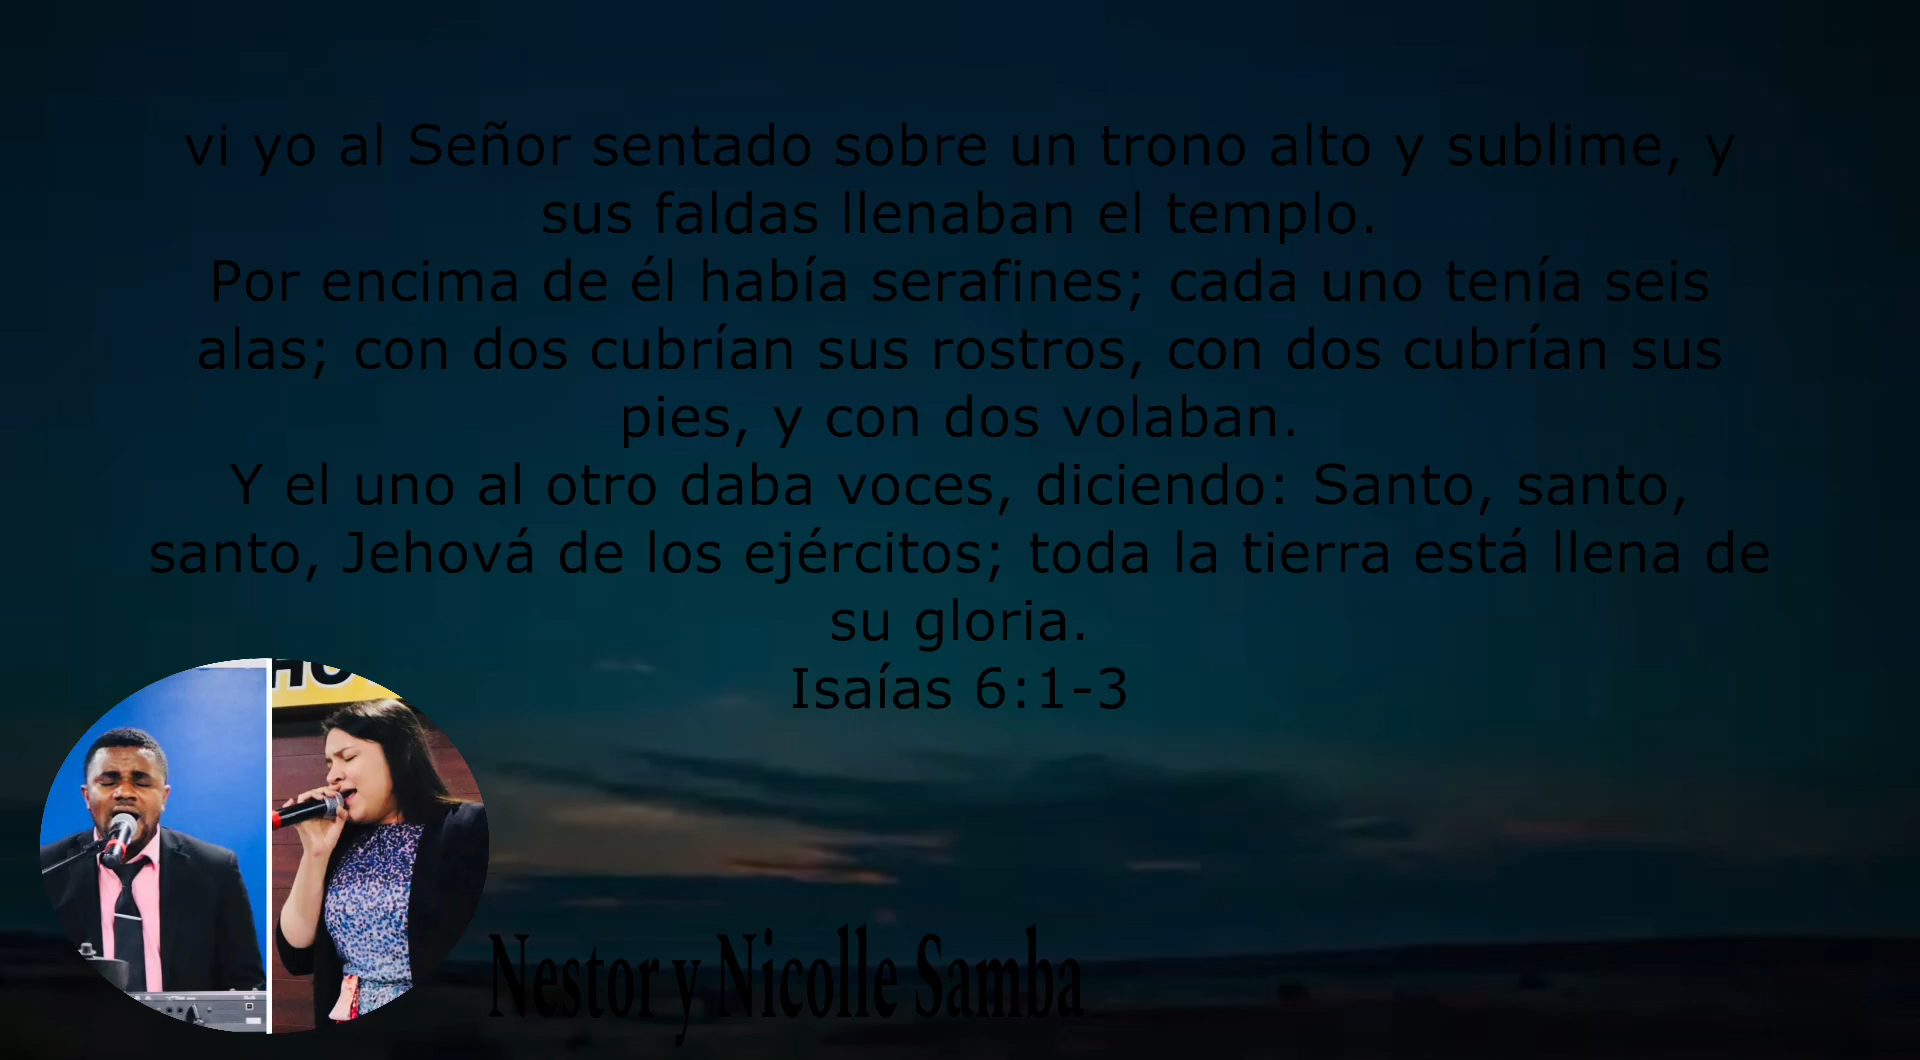 vi yo al Señor sentado sobre un trono alto y sublime, y
sus faldas llenaban el templo.
Por encima de él había serafines; cada uno tenía seis
alas; con dos cubrían sus rostros, con dos cubrían sus
pies, y con dos volaban.
Y el uno al otro daba voces, diciendo: Santo, santo,
santo, Jehová de los ejércitos; toda la tierra está llena de
su gloria.
Isaías 6:1-3
Nestor y Nicolle Samba